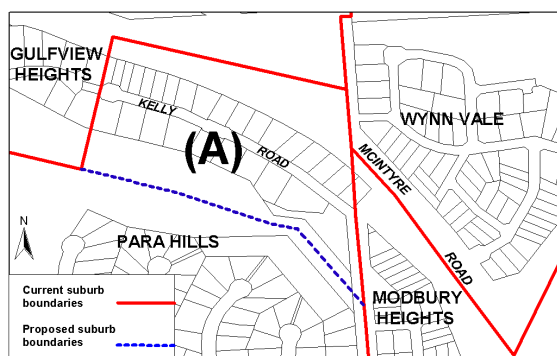 GULFVIEW
HEIGHTS
KELLY
ROAD
(A)
WYNN VALE
MCINTYRE
ROAD
N
PARA HILLS
MODBURY
HEIGHTS
Current suburb
boundaries
Proposed suburb
boundaries